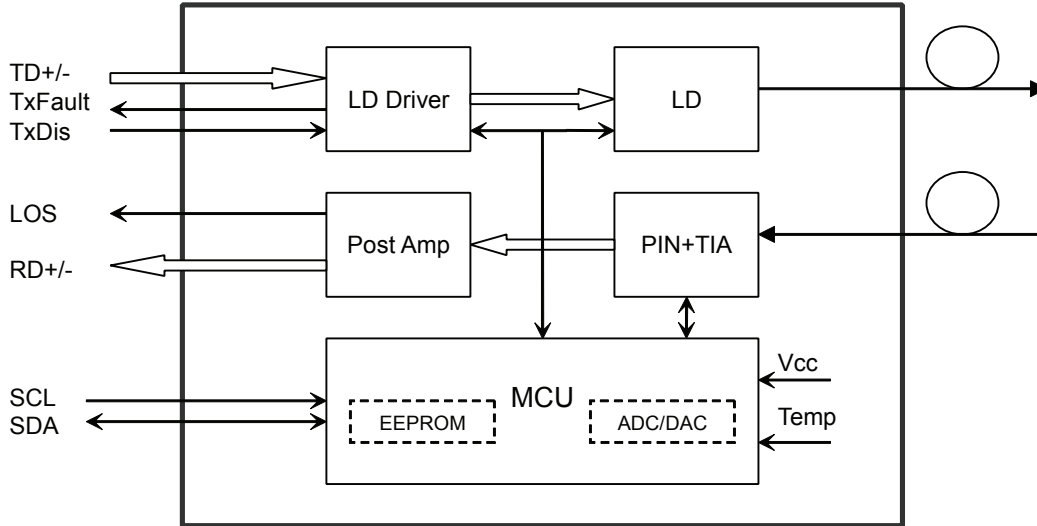 TD+/-
TxFault
TxDis
LD Driver
LD
LOS
RD+/-
Post Amp
PIN+TIA
SCL
SDA
MCU
EEPROM
ADC/DAC
Vcc
Temp